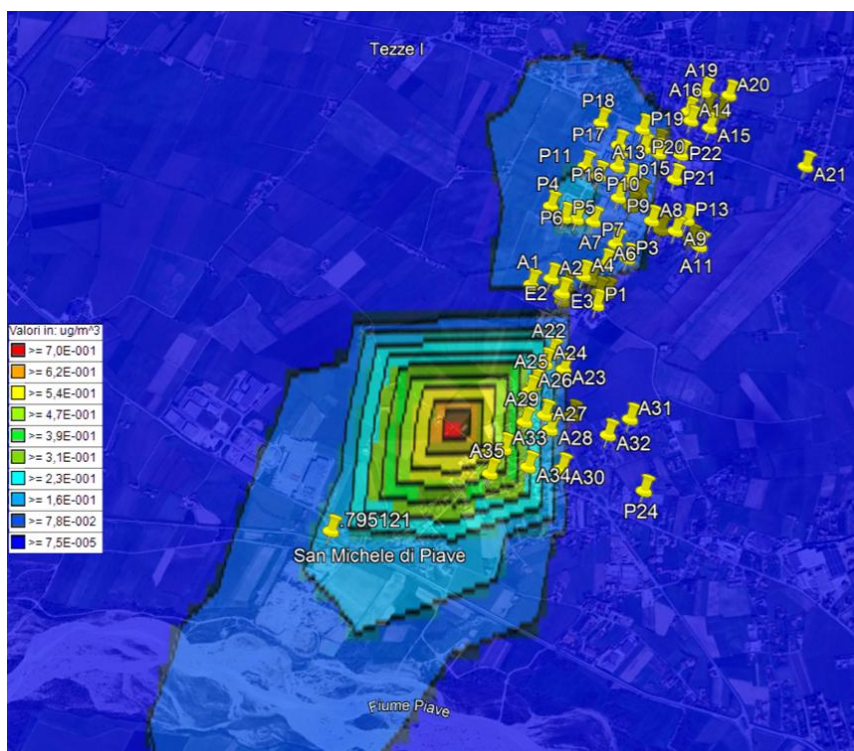 Tezze I
A19
A20
A16
A14
P18
P19
A15
P17
P20
A13
P22
P11
P16
p15
A21
P10
P21
P4
P9
P5
A8
P13
P6
P7
A7
A9
P3
A6
A11
A1
A2
A4
E2
P1
E3
Valori in: ug/m^3
>= 7,0E-001
>= 6,2E-001
>= 5,4E-001
>= 4,7E-001
>= 3,9E-001
>= 3,1E-001
>= 2,3E-001
>= 1,6E-001
>= 7,8E-002
>= 7,5E-005
A22
A24
A25
A23
A26
A29
A31
A27
A33
A28
A32
A35
A34
A30
P24
.795121
San Michele di Piave
Fiume Piave